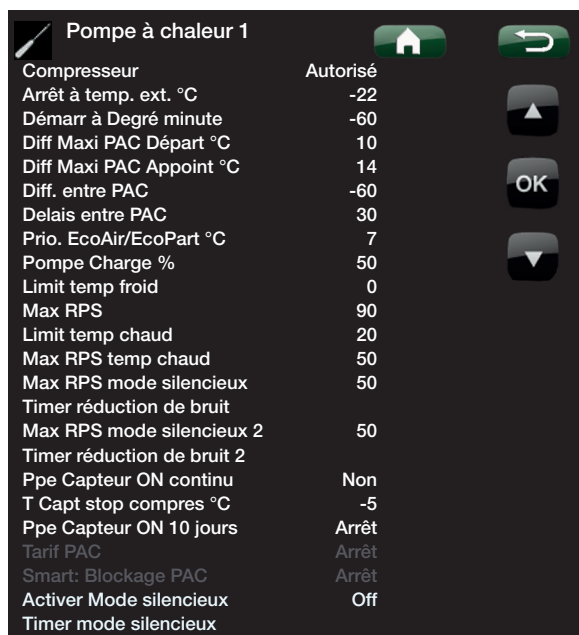 Pompe à chaleur 1
Compresseur Autorisé
Arrêt à temp. ext. °C -22
Démarr à Degré minute -60
Diff Maxi PAC Départ °C 10
Diff Maxi PAC Appoint °C 14
Diff. entre PAC -60
OK
Delais entre PAC 30
Prio. EcoAir/EcoPart °C 7
Pompe Charge % 50
Limit temp froid 0
Max RPS 90
Limit temp chaud 20
Max RPS temp chaud 50
Max RPS mode silencieux 50
Timer réduction de bruit
Max RPS mode silencieux 2 50
Timer réduction de bruit 2
Ppe Capteur ON continu Non
T Capt stop compres °C -5
Ppe Capteur ON 10 jours Arrêt
Tarif PAC Arrêt
Smart: Blockage PAC Arrêt
Activer Mode silencieux Off
Timer mode silencieux